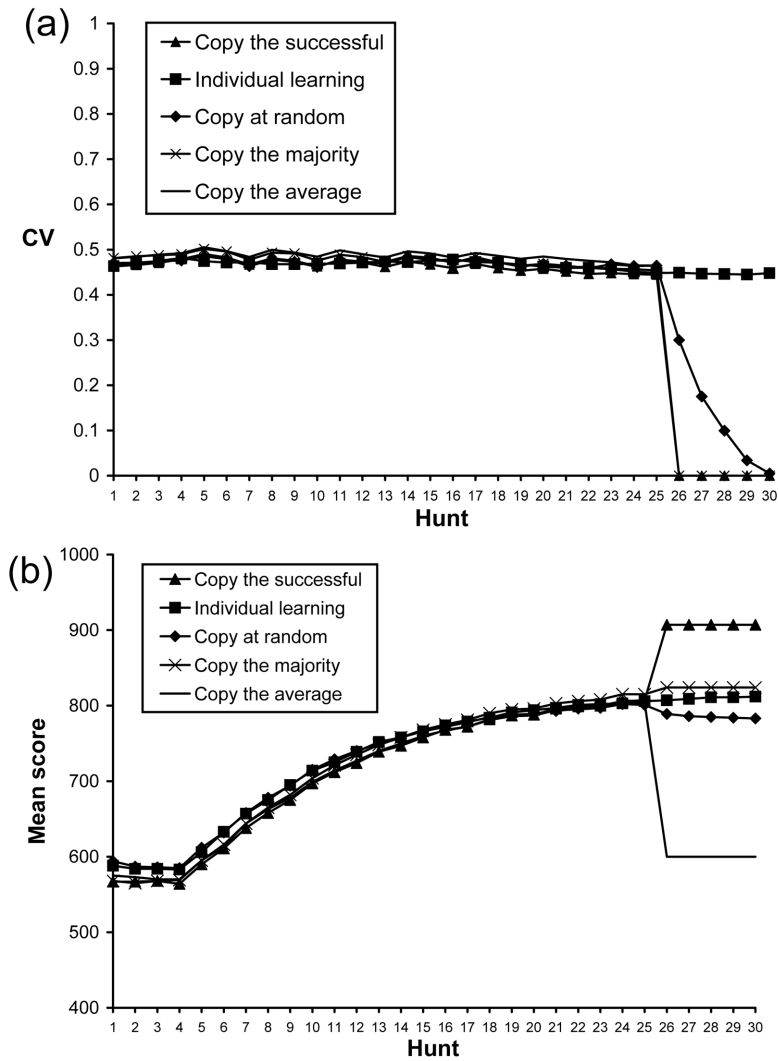 (a)
Copy the successful
Individual learning
Copy at random
Copy the majority
Copy the average
1
0.9
0.8
0.7
0.6
0.5
0.4
0.3
0.2
0.1
0
CV
1 2 3 4 5 6 7 8 9 10 11 12 13 14 15 16 17 18 19 20 21 22 23 24 25 26 27 28 29 30
Hunt
(b)
Copy the successful
Individual learning
Copy at random
Copy the majority
Copy the average
1000
900
800
700
600
500
400
Mean score
1 2 3 4 5 6 7 8 9 10 11 12 13 14 15 16 17 18 19 20 21 22 23 24 25 26 27 28 29 30
Hunt